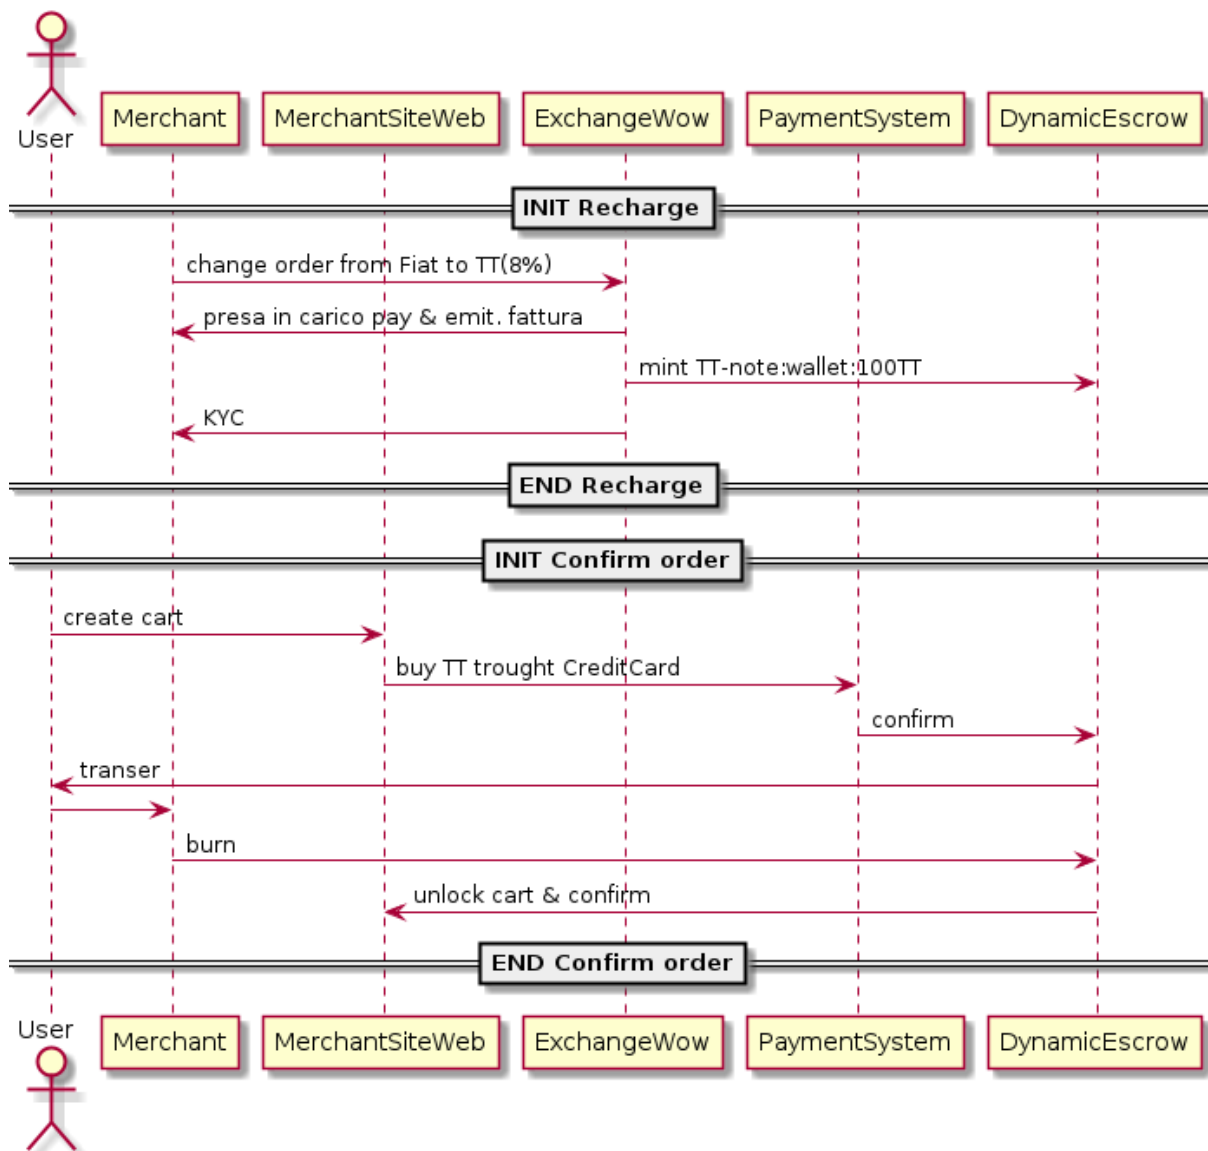 User
Merchant
MerchantSiteWeb
ExchangeWow
PaymentSystem
DynamicEscrow
INIT Recharge
change order from Fiat to TT(8%)
presa in carico pay & emit. fattura
mint TT-note:wallet:100TT
KYC
END Recharge
INIT Confirm order
create cart
buy TT trought CreditCard
confirm
transer
burn
unlock cart & confirm
END Confirm order
User
Merchant
MerchantSiteWeb
ExchangeWow
PaymentSystem
DynamicEscrow